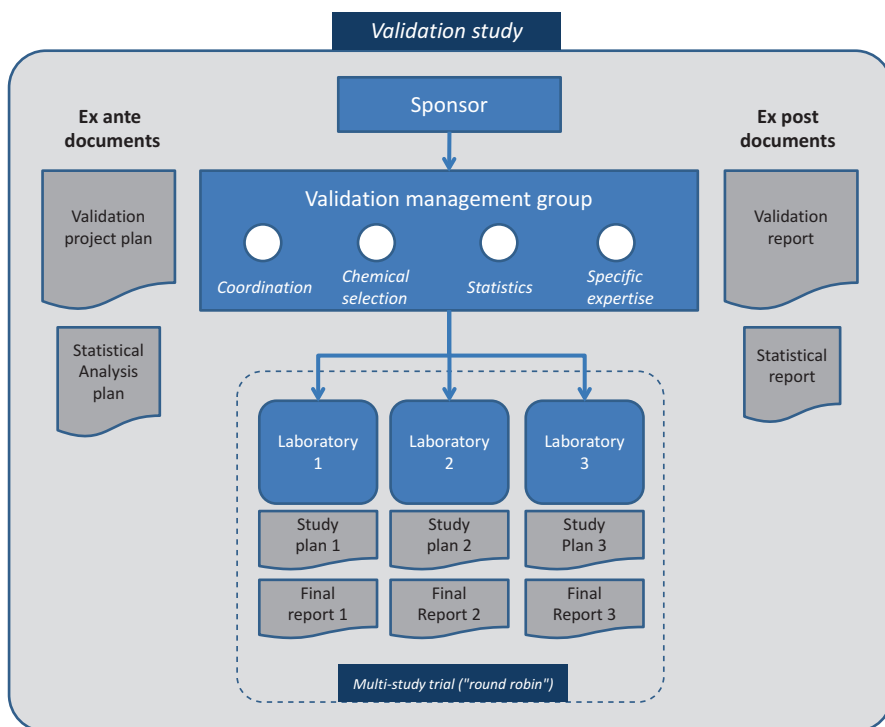 Validation study
Sponsor
Ex ante
documents
Ex post
documents
Validation
project plan
Validation management group
Coordination
Chemical
selection
Statistics
Specific
expertise
Validation
report
Statistical
Analysis
plan
Statistical
report
Laboratory
1
Laboratory
2
Laboratory
3
Study
plan 1
Study
plan 2
Study
Plan 3
Final
report 1
Final
Report 2
Final
Report 3
Multi-study trial ("round robin")